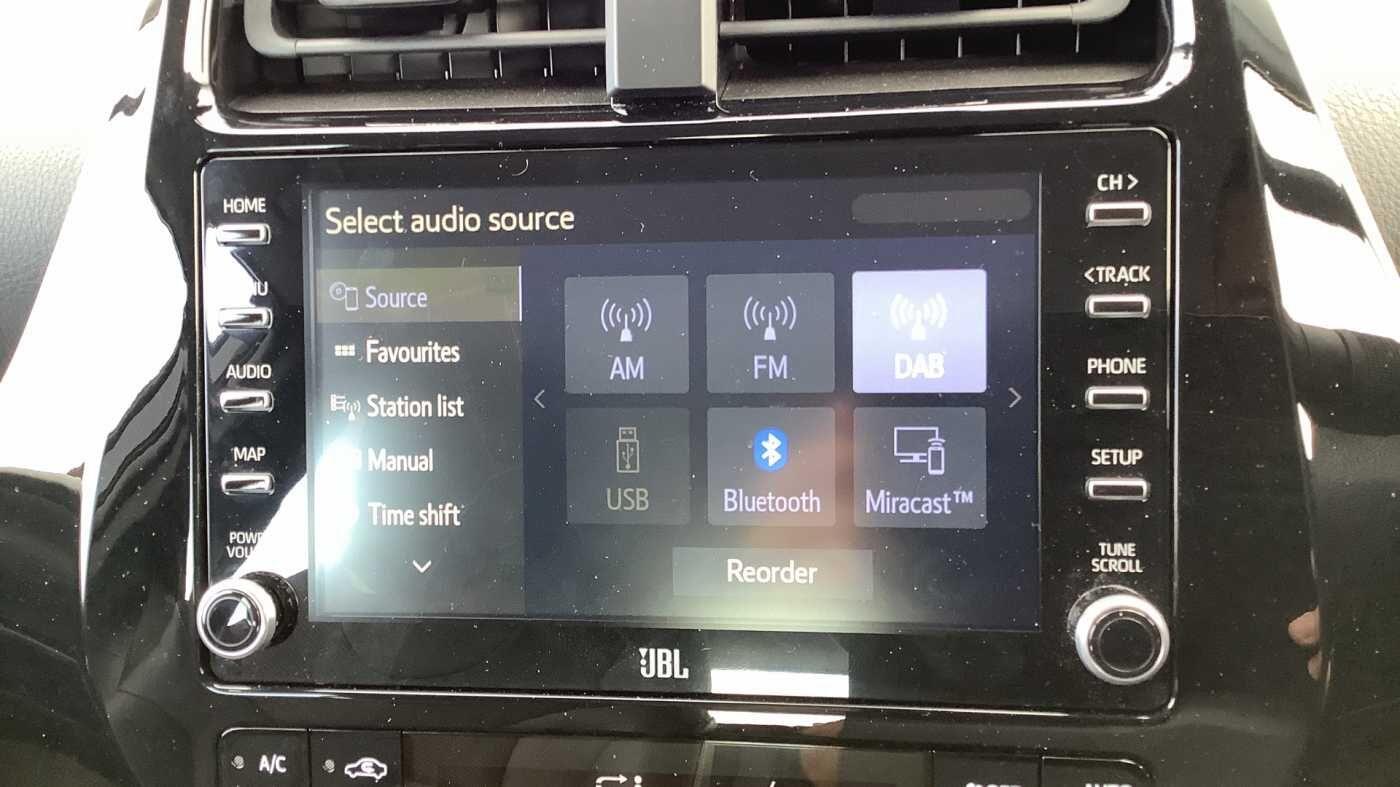 HOME
CH >
Select audio source
<TRACK
Source
AM
FM
DAB
Favourites
AUDIO
PHONE
Station list
MAP
Manual
SETUP
USB
Bluetooth
Miracast™
Time shift
TUNE
SCROLL
Reorder
JBL
A/C